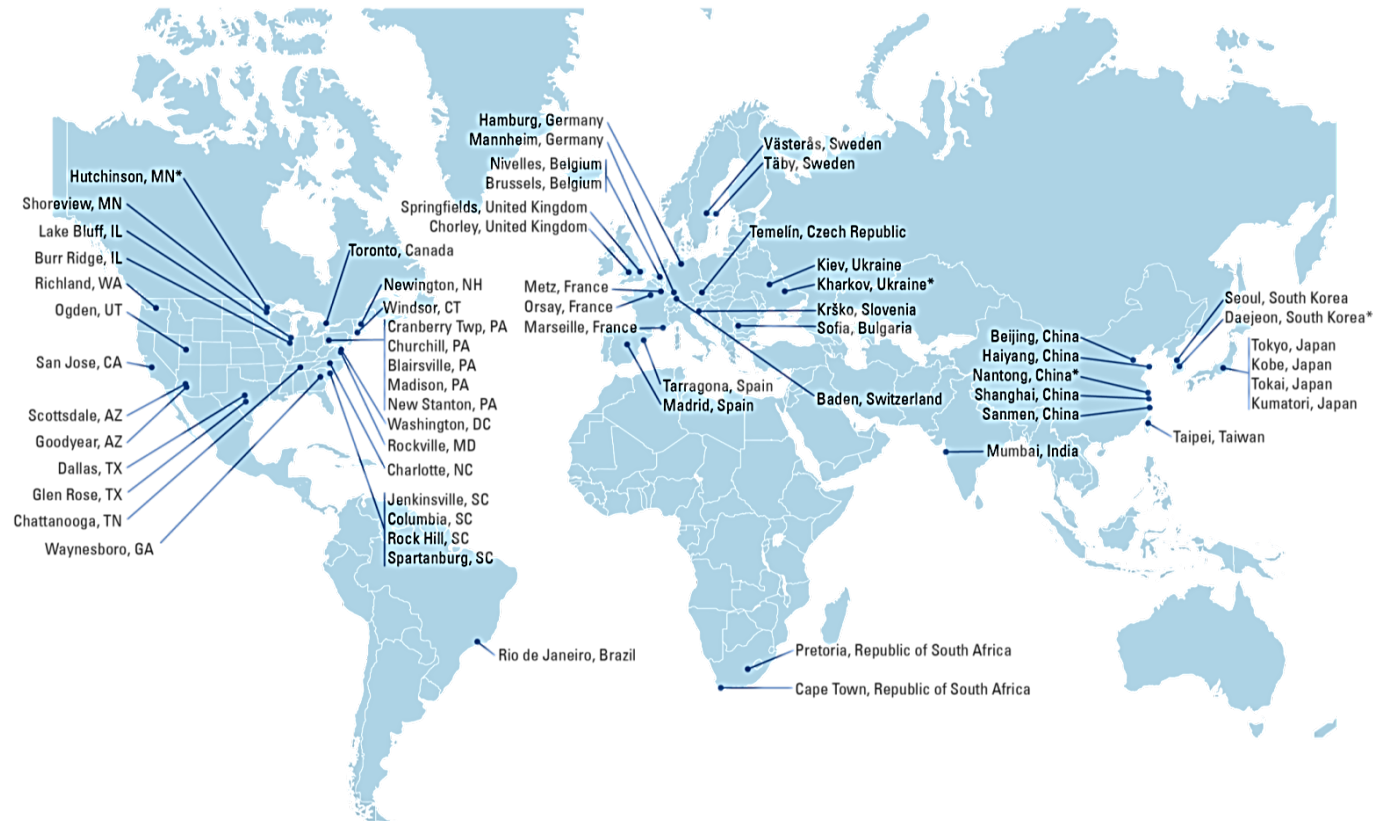 Hutchinson, MN*
Shoreview, MN
Lake Bluff, IL
Burr Ridge, IL
Richland, WA
Ogden, UT
San Jose, CA
Scottsdale, AZ
Goodyear, AZ
Dallas, TX
Glen Rose, TX
Chattanooga, TN
Waynesboro, GA
Toronto, Canada
Newington, NH
Windsor, CT
Cranberry Twp, PA
Churchill, PA
Blairsville, PA
Madison, PA
New Stanton, PA
Washington, DC
Rockville, MD
Charlotte, NC
Jenkinsville, SC
Columbia, SC
Rock Hill, SC
Spartanburg, SC
Rio de Janeiro, Brazil
Hamburg, Germany
Mannheim, Germany
Nivelles, Belgium
Brussels, Belgium
Springfields, United Kingdom
Chorley, United Kingdom
Metz, France
Orsay, France
Marseille, France
Västerås, Sweden
Täby, Sweden
Temelín, Czech Republic
Kiev, Ukraine
Kharkov, Ukraine*
Krško, Slovenia
Sofia, Bulgaria
Tarragona, Spain
Madrid, Spain
Baden, Switzerland
Pretoria, Republic of South Africa
Cape Town, Republic of South Africa
Beijing, China
Haiyang, China
Nantong, China*
Shanghai, China
Sanmen, China
Mumbai, India
Seoul, South Korea
Daejeon, South Korea*
Tokyo, Japan
Kobe, Japan
Tokai, Japan
Kumatori, Japan
Taipei, Taiwan